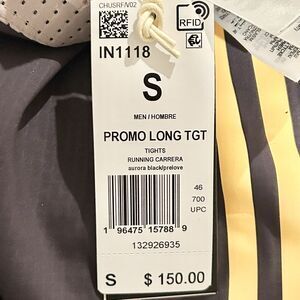 CHUSRF/V02
RFID
IN1118
S
MEN / HOMBRE
PROMO LONG TGT
TIGHTS
RUNNING CARRERA
aurora black/prelove
46
700
UPC
1 96475 15788 9
132926935
S $ 150.00